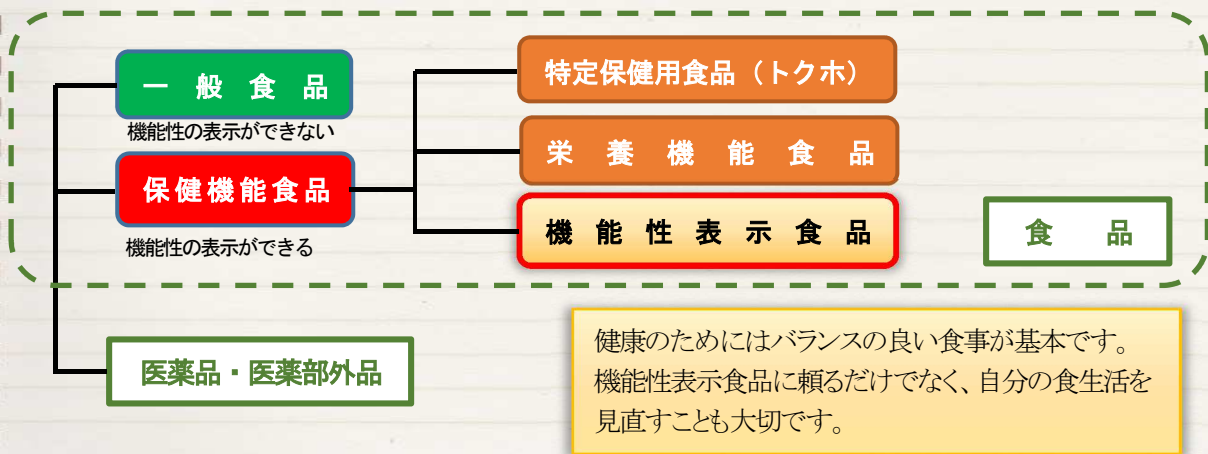 一般食品
機能性の表示ができない
保健機能食品
機能性の表示ができる
特定保健用食品（トクホ）
栄養機能食品
機能性表示食品
食品
医薬品・医薬部外品
健康のためにはバランスの良い食事が基本です。
機能性表示食品に頼るだけでなく、自分の食生活を
見直すことも大切です。